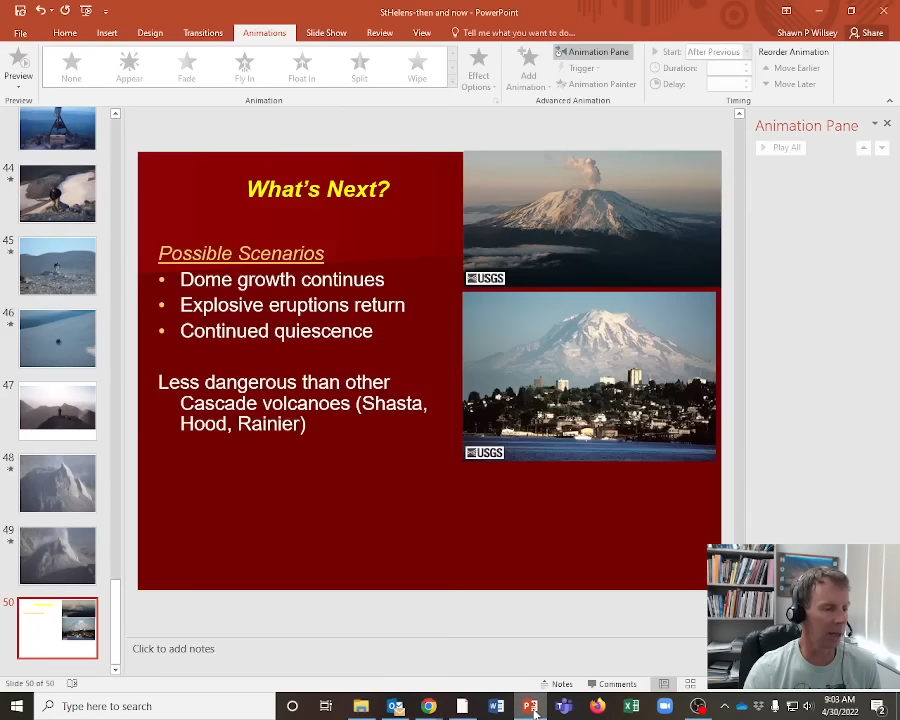 StHelens-then and now - PowerPoint
Shawn P Willsey
Share
File
Home
Insert
Design
Transitions
Animations
Slide Show
Review
View
Tell me what you want to do...
Preview
None
Appear
Fade
Fly In
Float In
Split
Wipe
Effect Options
Add Animation
Animation Pane
Trigger
Animation Painter
Start: After Previous
Duration:
Delay:
Reorder Animation
Move Earlier
Move Later
Preview
Animation
Advanced Animation
Timing
44
45
46
47
48
49
50
What's Next?
Possible Scenarios
• Dome growth continues
• Explosive eruptions return
• Continued quiescence
Less dangerous than other
Cascade volcanoes (Shasta,
Hood, Rainier)
USGS
USGS
Animation Pane
Play All
Click to add notes
Slide 50 of 50
Notes
Comments
Type here to search
9:03 AM
4/30/2022
2